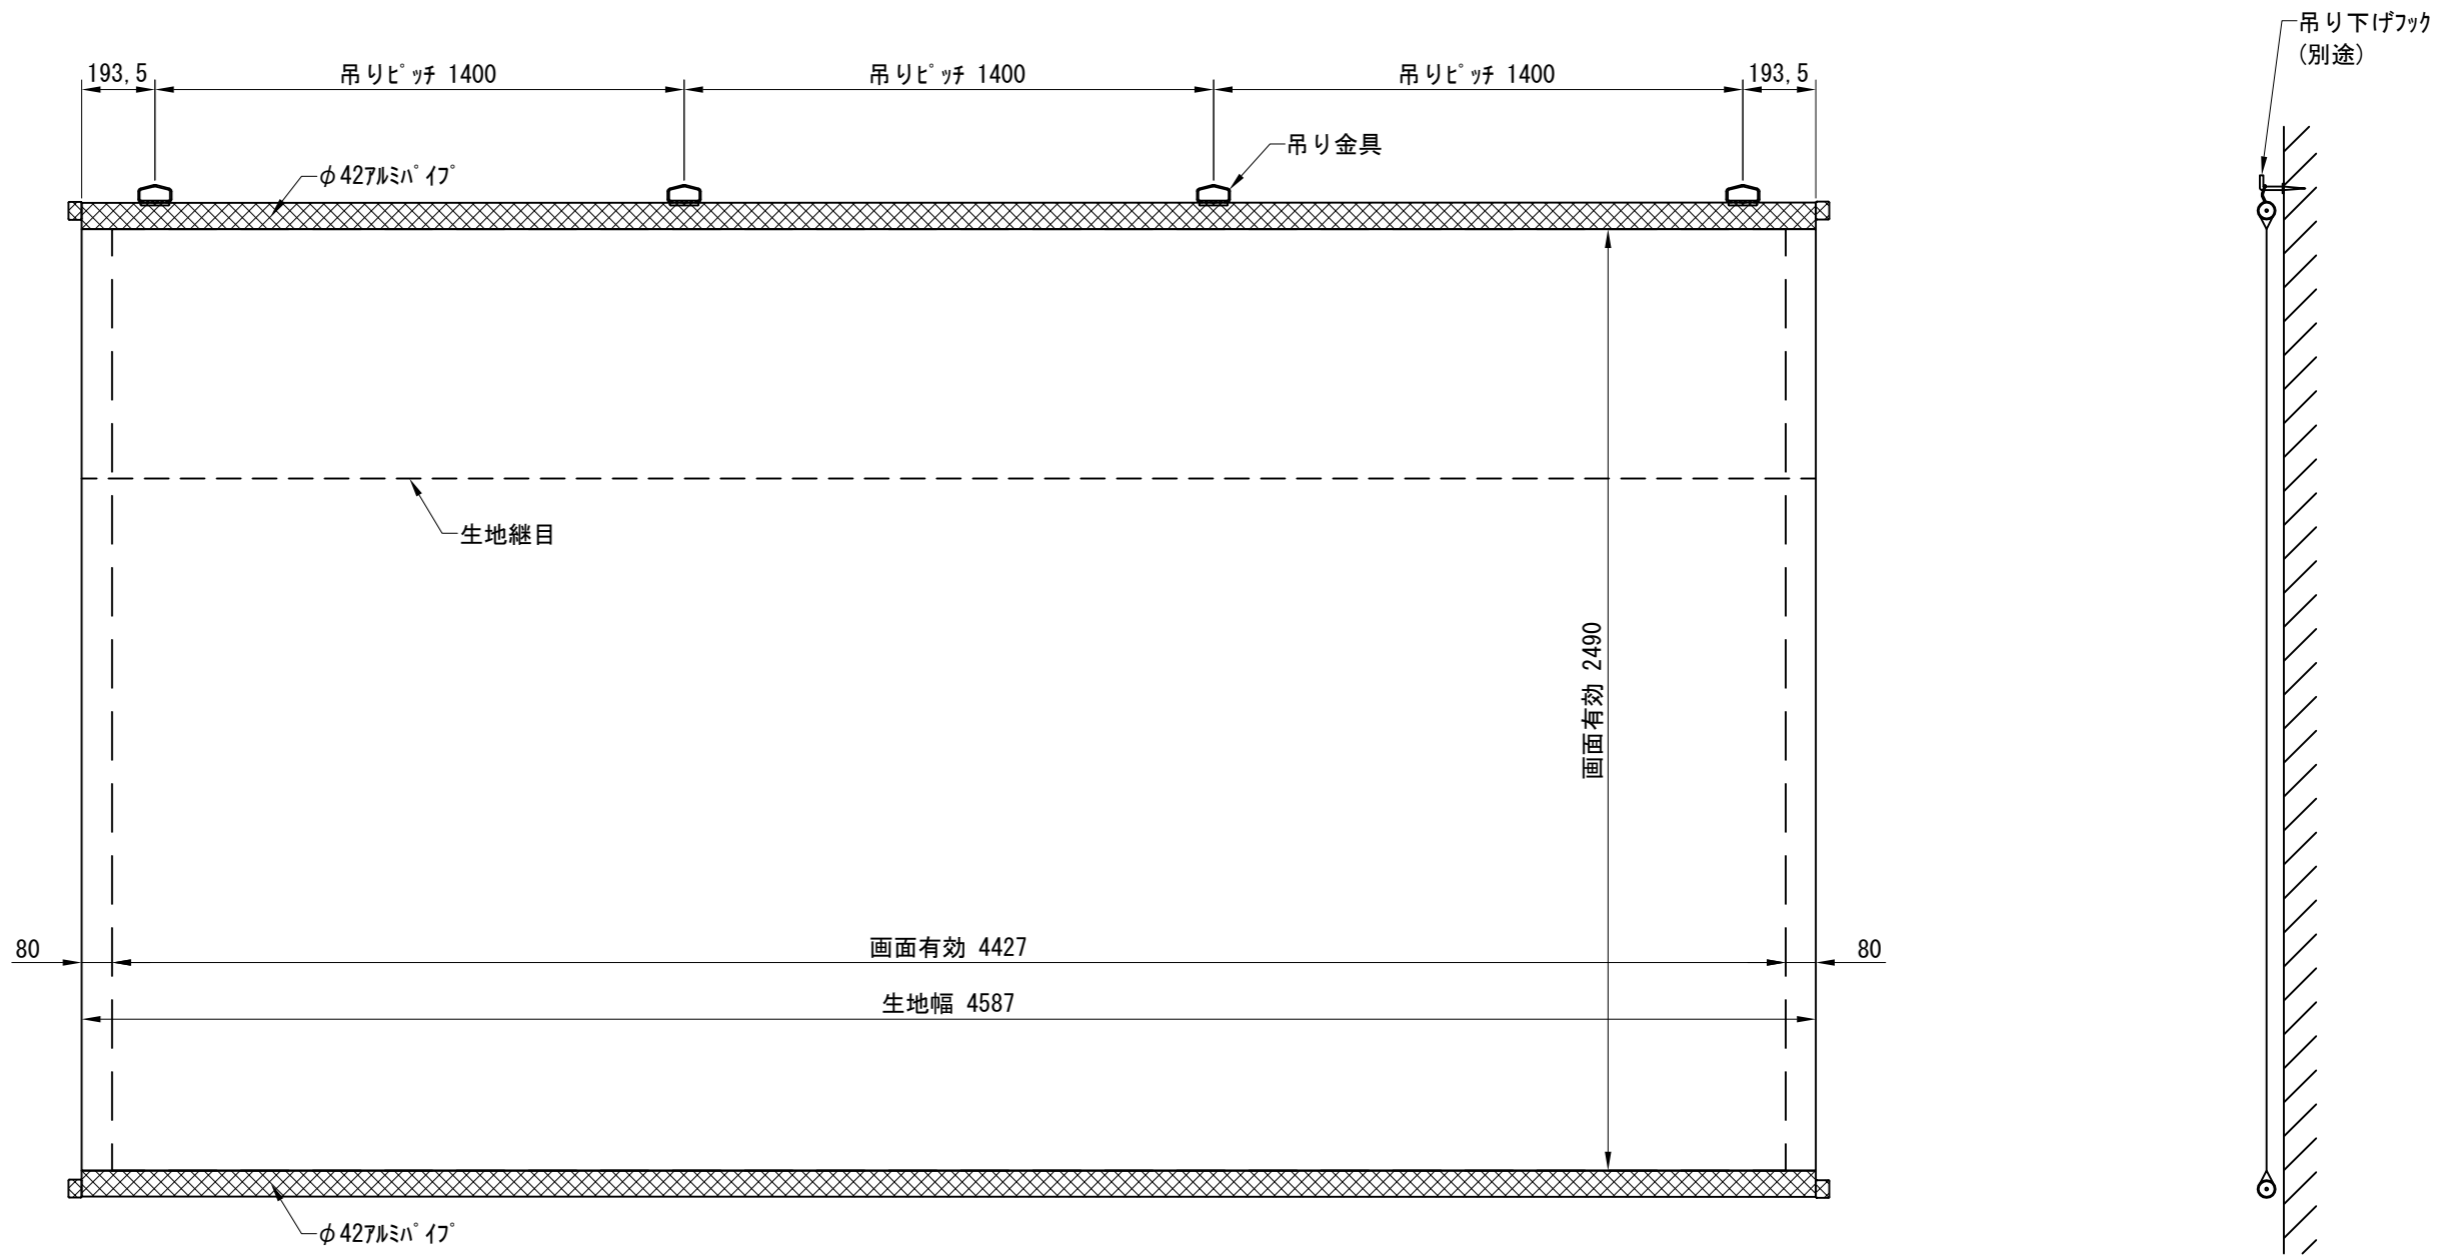 吊り下げﾌｯｸ
(別途)
193,5
吊りﾋﾟｯﾁ 1400
吊りﾋﾟｯﾁ 1400
吊りﾋﾟｯﾁ 1400
193,5
吊り金具
φ42ｱﾙﾐﾊﾟｲﾌﾟ
生地継目
画面有効 2490
80
画面有効 4427
80
生地幅 4587
φ42ｱﾙﾐﾊﾟｲﾌﾟ